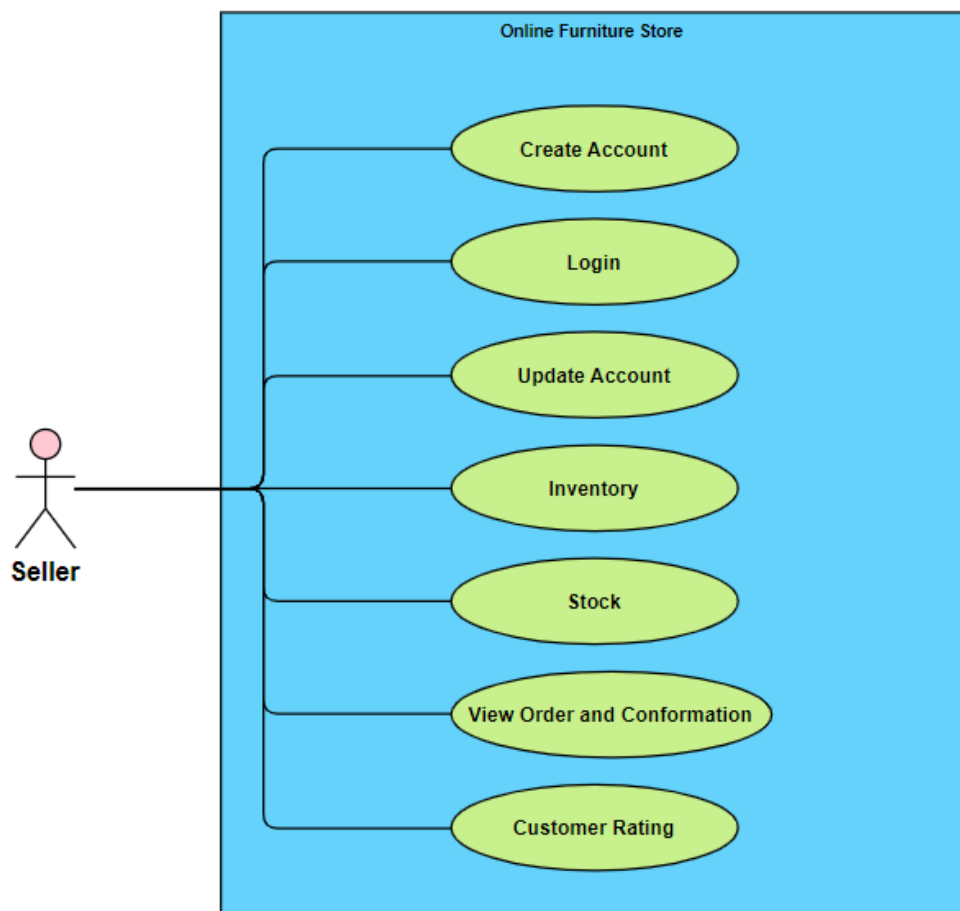 Online Furniture Store
Create Account
Login
Update Account
Inventory
Seller
Stock
View Order and Conformation
Customer Rating